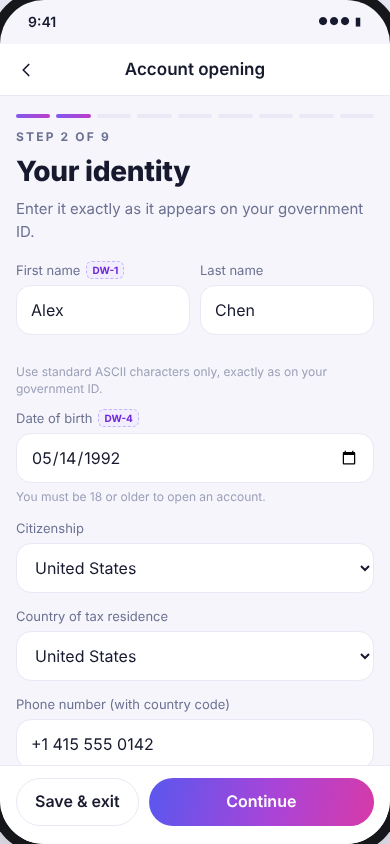 9:41
Account opening
STEP 2 OF 9
Your identity
Enter it exactly as it appears on your government
ID.
First name DW-1
Last name
Alex
Chen
Use standard ASCII characters only, exactly as on your
government ID.
Date of birth DW-4
05/14/1992
You must be 18 or older to open an account.
Citizenship
United States
Country of tax residence
United States
Phone number (with country code)
+1 415 555 0142
Save & exit
Continue